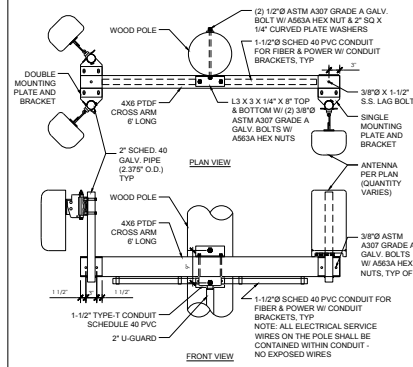 (2) 1/2"Ø ASTM A307 GRADE A
GALV. BOLT W/ A563A HEX NUT & 2" SQ X
1/4" CURVED PLATE WASHERS
WOOD POLE
1-1/2"Ø SCHED 40 PVC CONDUIT
FOR FIBER & POWER W/ CONDUIT
BRACKETS, TYP
3"
DOUBLE
MOUNTING
PLATE AND
BRACKET
4X6 PTDF
CROSS ARM
6' LONG
L3 X 3 X 1/4" X 8" TOP
& BOTTOM W/ (2) 3/8"Ø
ASTM A307 GRADE A
GALV. BOLTS W/
A563A HEX NUTS
3/8"Ø X 1-1/2"
S.S. LAG BOLT
SINGLE
MOUNTING
PLATE AND
BRACKET
2" SCHED. 40
GALV. PIPE
(2.375" O.D.)
TYP
PLAN VIEW
ANTENNA
PER PLAN
(QUANTITY
VARIES)
WOOD POLE
4X6 PTDF
CROSS ARM
6' LONG
3/8"Ø ASTM
A307 GRADE A
GALV. BOLTS
W/ A563A HEX
NUTS, TYP OF
1 1/2"
1 1/2"
1-1/2" TYPE-T CONDUIT
SCHEDULE 40 PVC
2" U-GUARD
1-1/2"Ø SCHED 40 PVC CONDUIT FOR
FIBER & POWER W/ CONDUIT
BRACKETS, TYP
NOTE: ALL ELECTRICAL SERVICE
WIRES ON THE POLE SHALL BE
CONTAINED WITHIN CONDUIT -
NO EXPOSED WIRES
FRONT VIEW